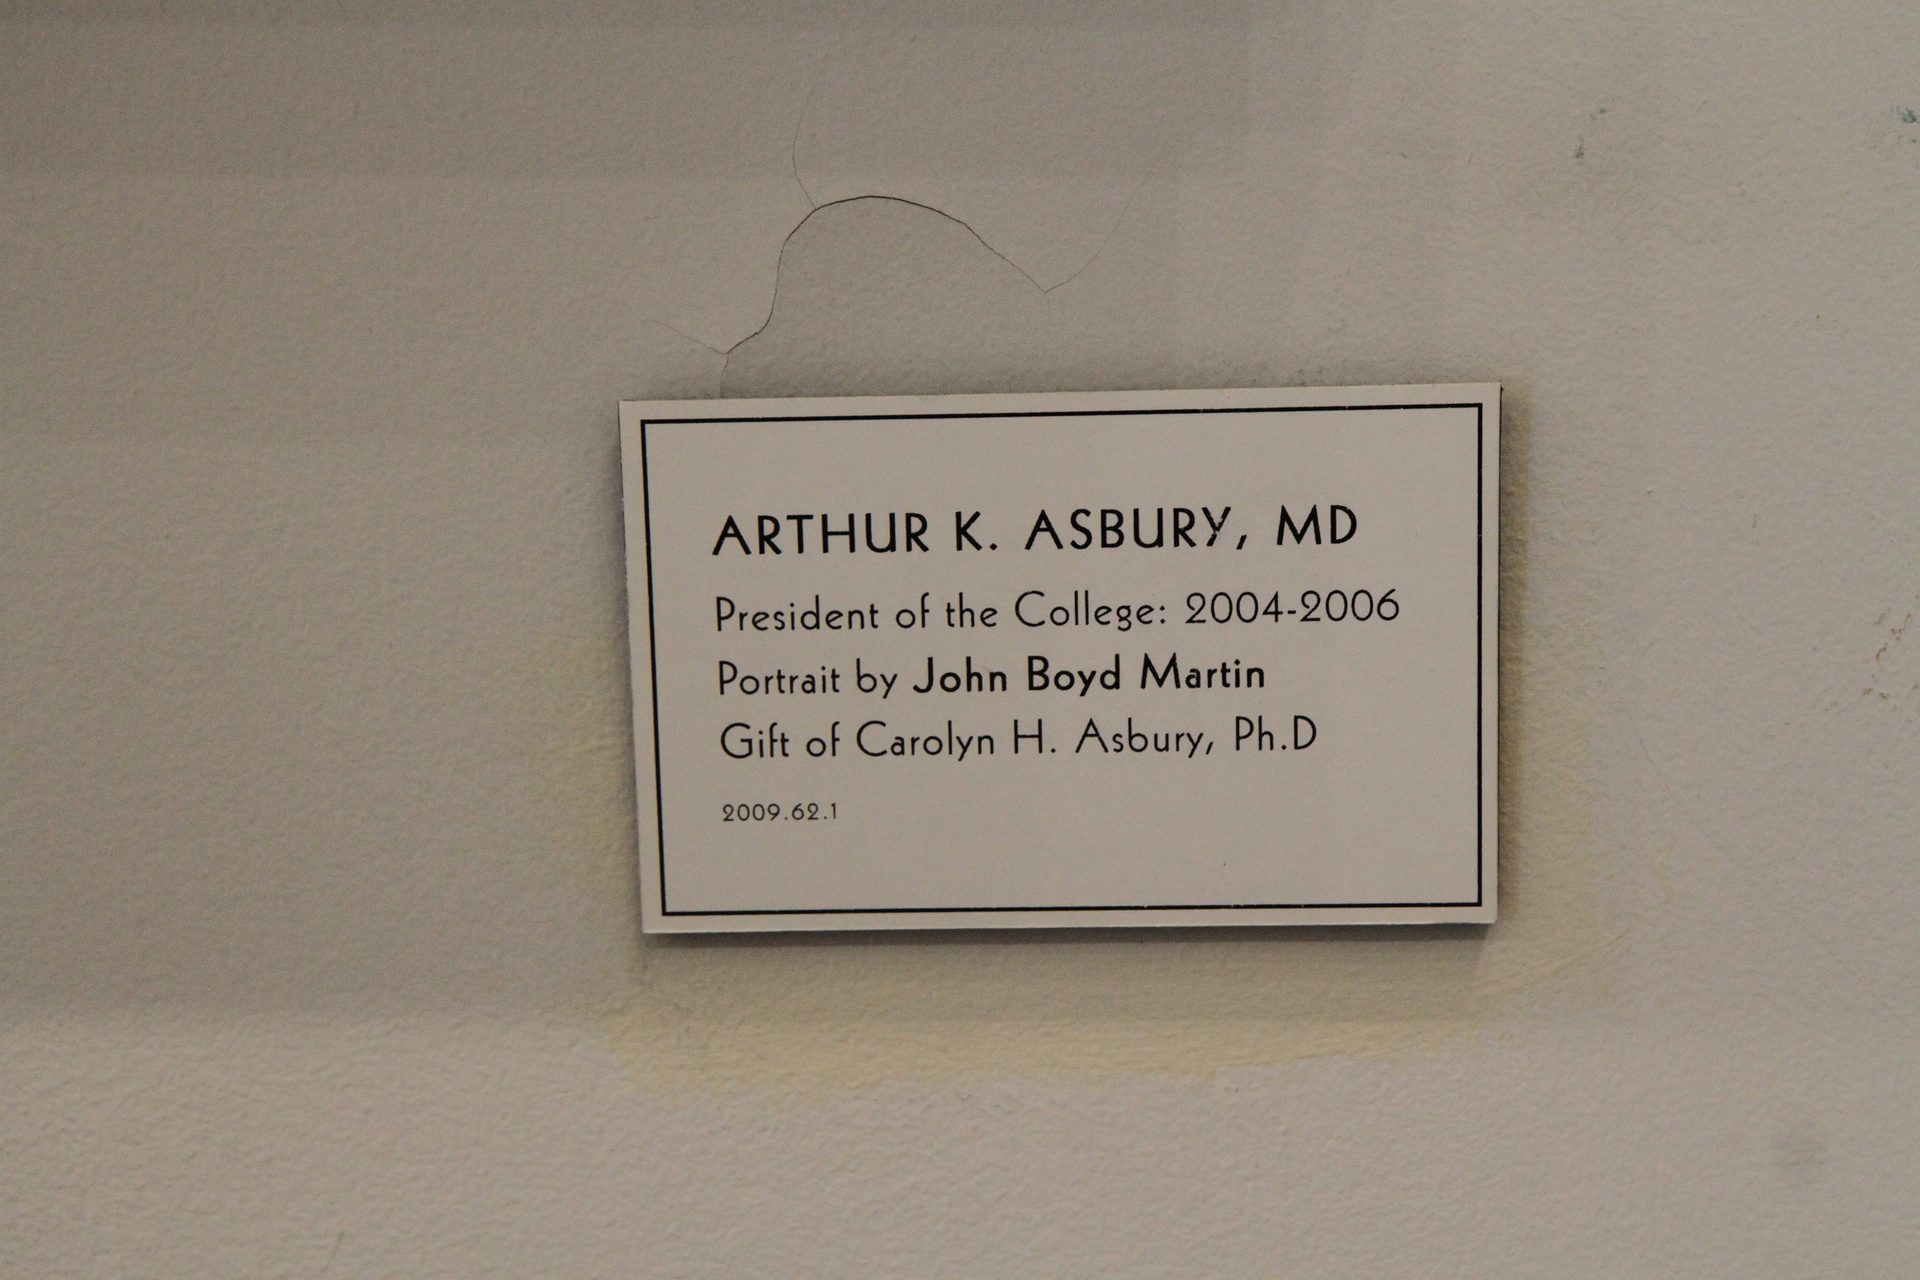 ARTHUR K. ASBURY, MD
President of the College: 2004-2006
Portrait by John Boyd Martin
Gift of Carolyn H. Asbury, Ph.D
2009.62.1